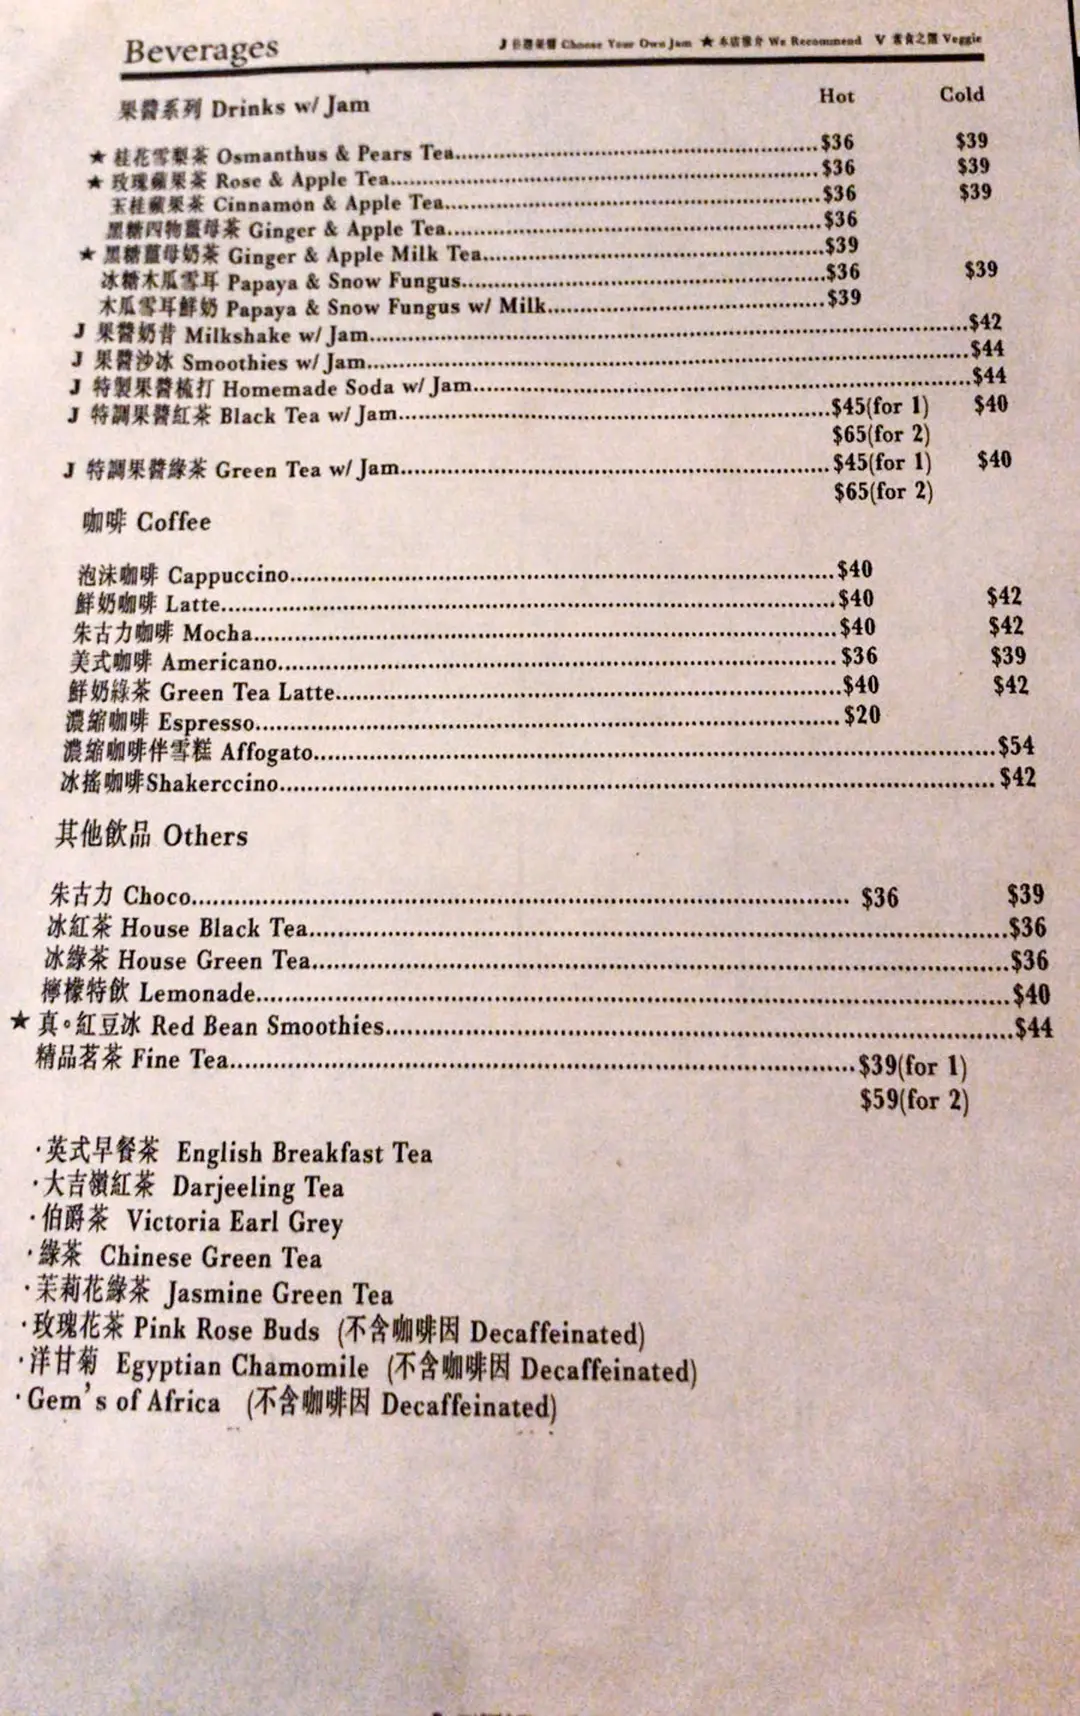 Beverages
J 自選果醬 Choose Your Own Jam ★ 本店推介 We Recommend V 素食之選 Veggie
果醬系列 Drinks w/ Jam Hot Cold
★ 桂花雪梨茶 Osmanthus & Pears Tea $36 $39
★ 玫瑰蘋果茶 Rose & Apple Tea $36 $39
玉桂蘋果茶 Cinnamon & Apple Tea $36 $39
黑糖四物薑母茶 Ginger & Apple Tea $36
★ 黑糖薑母奶茶 Ginger & Apple Milk Tea $39
冰糖木瓜雪耳 Papaya & Snow Fungus $36 $39
木瓜雪耳鮮奶 Papaya & Snow Fungus w/ Milk $39
J 果醬奶昔 Milkshake w/ Jam $42
J 果醬沙冰 Smoothies w/ Jam $44
J 特製果醬梳打 Homemade Soda w/ Jam $44
J 特調果醬紅茶 Black Tea w/ Jam $45(for 1) $40
$65(for 2)
J 特調果醬綠茶 Green Tea w/ Jam $45(for 1) $40
$65(for 2)
咖啡 Coffee
泡沫咖啡 Cappuccino $40
鮮奶咖啡 Latte $40 $42
朱古力咖啡 Mocha $40 $42
美式咖啡 Americano $36 $39
鮮奶綠茶 Green Tea Latte $40 $42
濃縮咖啡 Espresso $20
濃縮咖啡伴雪糕 Affogato $54
冰搖咖啡Shakerccino $42
其他飲品 Others
朱古力 Choco $36 $39
冰紅茶 House Black Tea $36
冰綠茶 House Green Tea $36
檸檬特飲 Lemonade $40
★ 真。紅豆冰 Red Bean Smoothies $44
精品茗茶 Fine Tea $39(for 1)
$59(for 2)
·英式早餐茶 English Breakfast Tea
·大吉嶺紅茶 Darjeeling Tea
·伯爵茶 Victoria Earl Grey
·綠茶 Chinese Green Tea
·茉莉花綠茶 Jasmine Green Tea
·玫瑰花茶 Pink Rose Buds (不含咖啡因 Decaffeinated)
·洋甘菊 Egyptian Chamomile (不含咖啡因 Decaffeinated)
·Gem's of Africa (不含咖啡因 Decaffeinated)